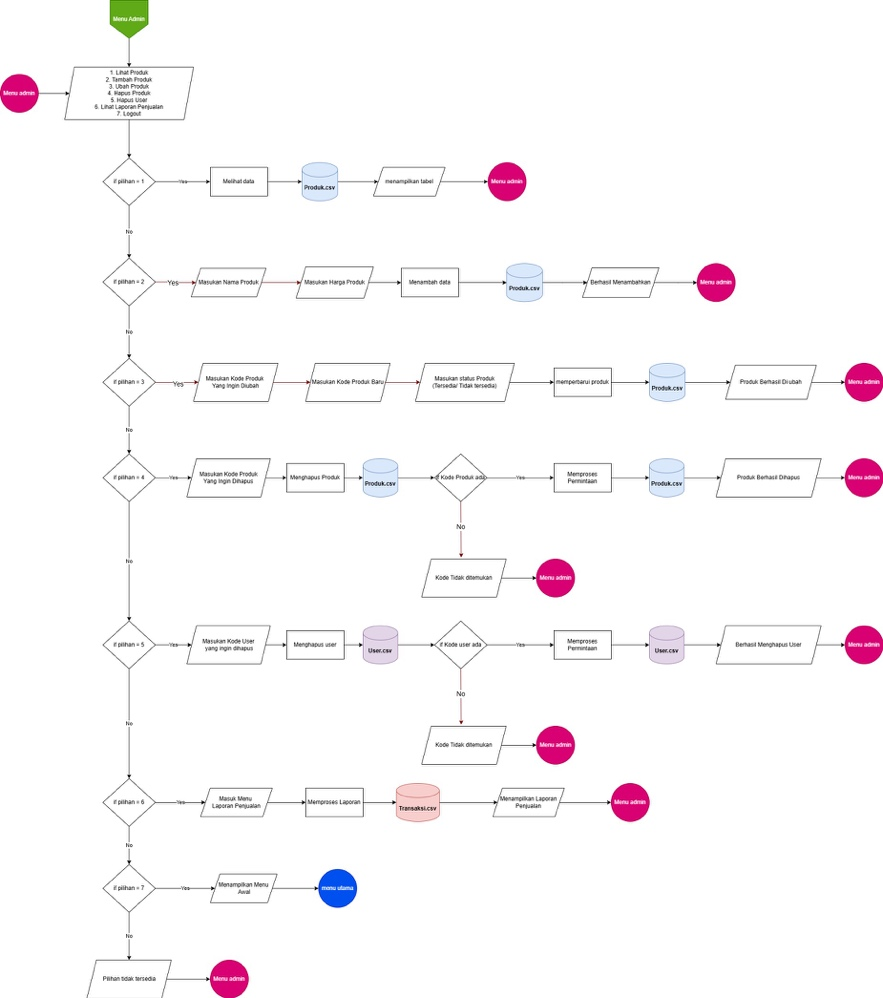 Menu Admin
Menu admin
1. Lihat Produk
2. Tambah Produk
3. Ubah Produk
4. Hapus Produk
5. Hapus User
6. Lihat Laporan Penjualan
7. Logout
if pilihan = 1
Yes
Melihat data
Produk.csv
menampilkan tabel
Menu admin
No
if pilihan = 2
Yes
Masukan Nama Produk
Masukan Harga Produk
Menambah data
Produk.csv
Berhasil Menambahkan
Menu admin
No
if pilihan = 3
Yes
Masukan Kode Produk
Yang Ingin Diubah
Masukan Kode Produk Baru
Masukan status Produk
(Tersedia/ Tidak tersedia)
memperbarui produk
Produk.csv
Produk Berhasil Di ubah
Menu admin
No
if pilihan = 4
Yes
Masukan Kode Produk
Yang Ingin Dihapus
Menghapus Produk
Produk.csv
if Kode Produk ada
Yes
Memproses
Permintaan
Produk.csv
Produk Berhasil Dihapus
Menu admin
No
Kode Tidak ditemukan
Menu admin
No
if pilihan = 5
Yes
Masukan Kode User
yang ingin dihapus
Menghapus user
User.csv
if Kode user ada
Yes
Memproses
Permintaan
User.csv
Berhasil Menghapus User
Menu admin
No
Kode Tidak ditemukan
Menu admin
No
if pilihan = 6
Yes
Masuk Menu
Laporan Penjualan
Memproses Laporan
Transaksi.csv
Menampilkan Laporan
Penjualan
Menu admin
No
if pilihan = 7
Yes
Menampilkan Menu
Awal
menu utama
No
Pilihan tidak tersedia
Menu admin